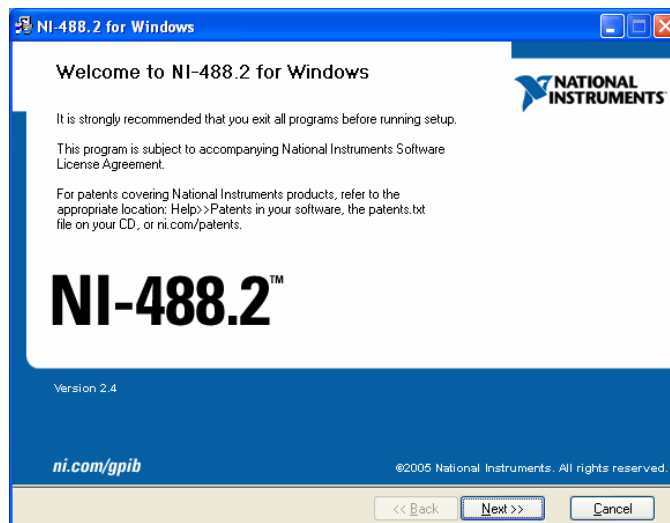 NI-488.2 for Windows
Welcome to NI-488.2 for Windows
NATIONAL
INSTRUMENTS
It is strongly recommended that you exit all programs before running setup.
This program is subject to accompanying National Instruments Software
License Agreement.
For patents covering National Instruments products, refer to the
appropriate location: Help>>Patents in your software, the patents.txt
file on your CD, or ni.com/patents.
NI-488.2™
Version 2.4
ni.com/gpib
©2005 National Instruments. All rights reserved.
<< Back
Next >>
Cancel